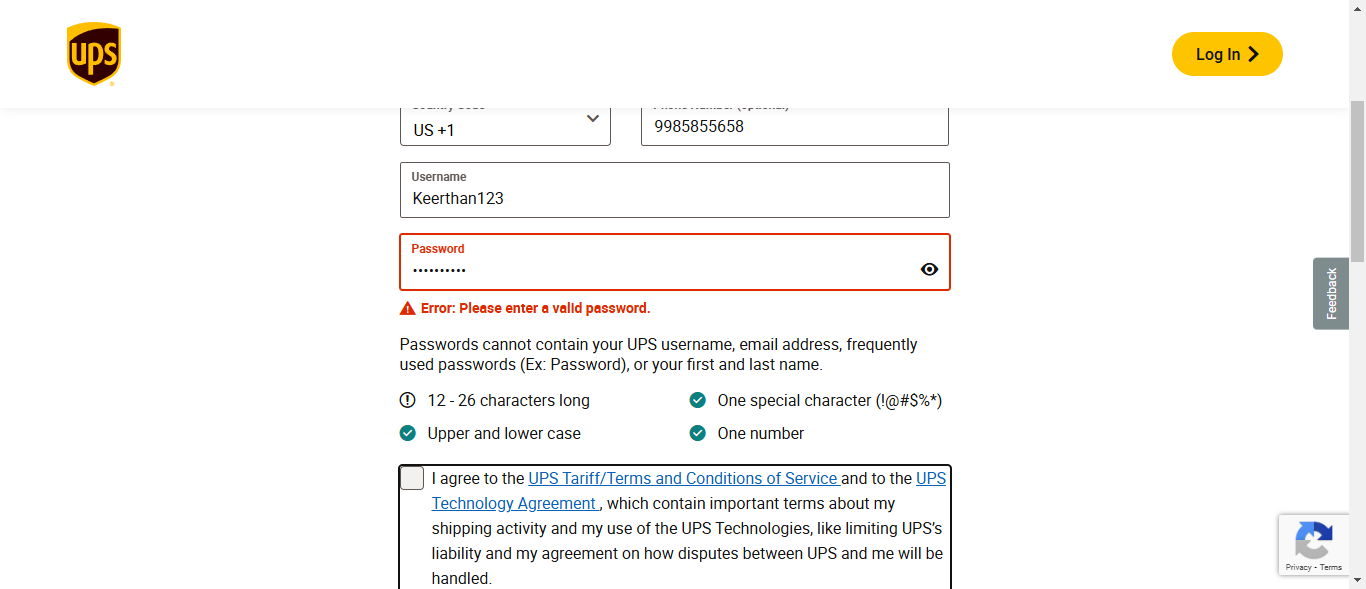 ups
Log In
US +1
9985855658
Username
Keerthan123
Password
••••••••••
Error: Please enter a valid password.
Passwords cannot contain your UPS username, email address, frequently
used passwords (Ex: Password), or your first and last name.
12 - 26 characters long
One special character (!@#$%*)
Upper and lower case
One number
I agree to the UPS Tariff/Terms and Conditions of Service and to the UPS
Technology Agreement , which contain important terms about my
shipping activity and my use of the UPS Technologies, like limiting UPS’s
liability and my agreement on how disputes between UPS and me will be
handled.
Feedback
Privacy - Terms